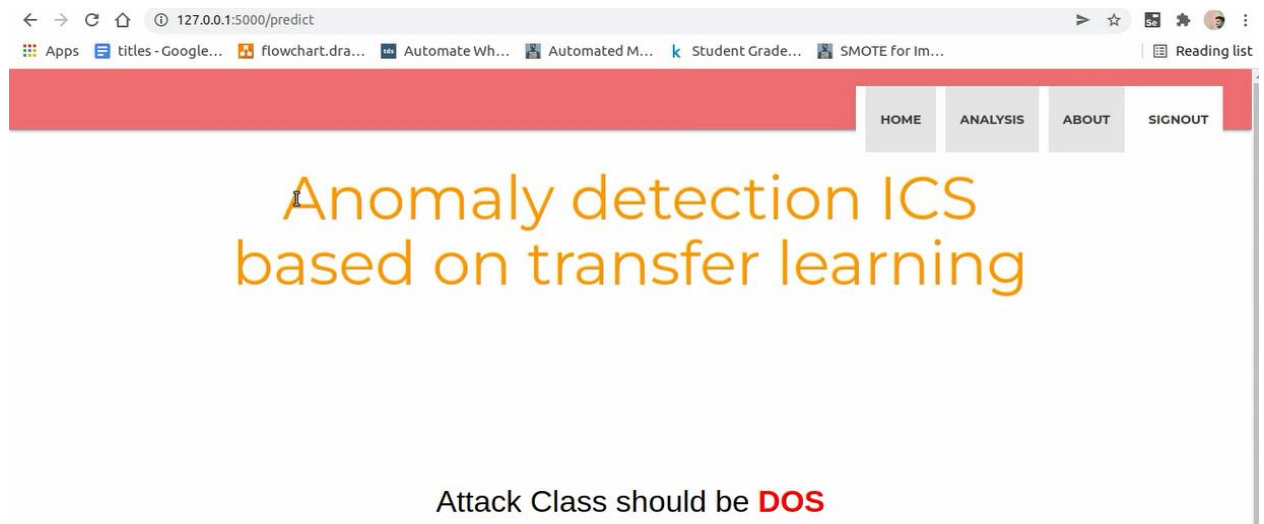 127.0.0.1:5000/predict
Apps titles - Google... flowchart.dra... tds Automate Wh... Automated M... k Student Grade... SMOTE for Im... Reading list
HOME ANALYSIS ABOUT SIGNOUT
Anomaly detection ICS
based on transfer learning
Attack Class should be DOS